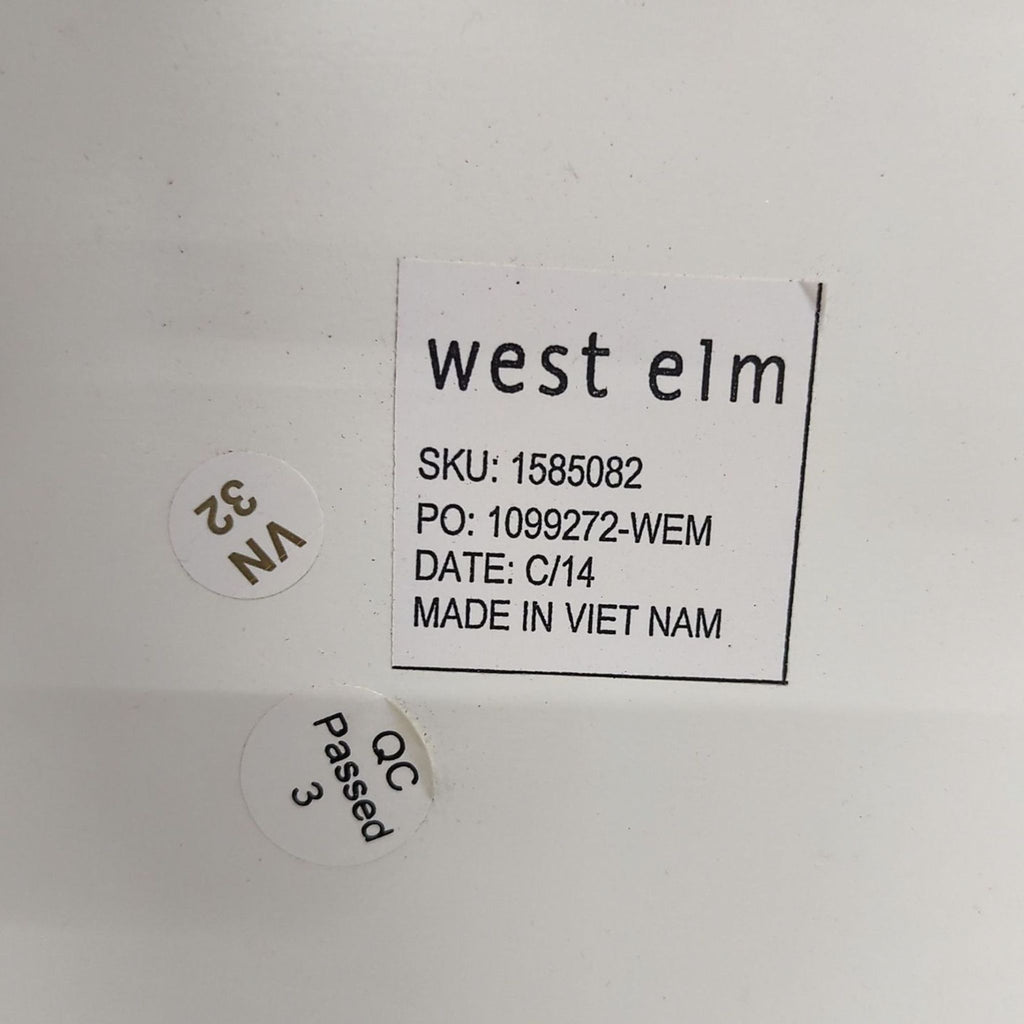 west elm
SKU: 1585082
PO: 1099272-WEM
DATE: C/14
MADE IN VIET NAM
VN
32
QC
Passed
3